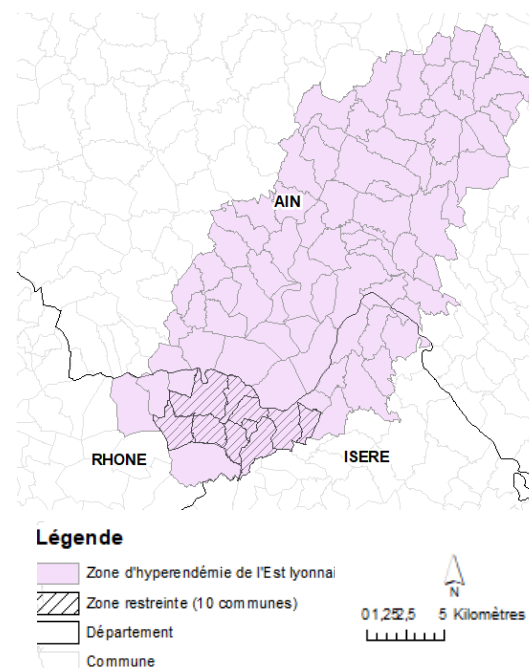 AIN
RHONE
ISERE
Légende
Zone d'hyperendémie de l'Est lyonnai
Zone restreinte (10 communes)
Département
Commune
N
01,252,5 5 Kilomètres